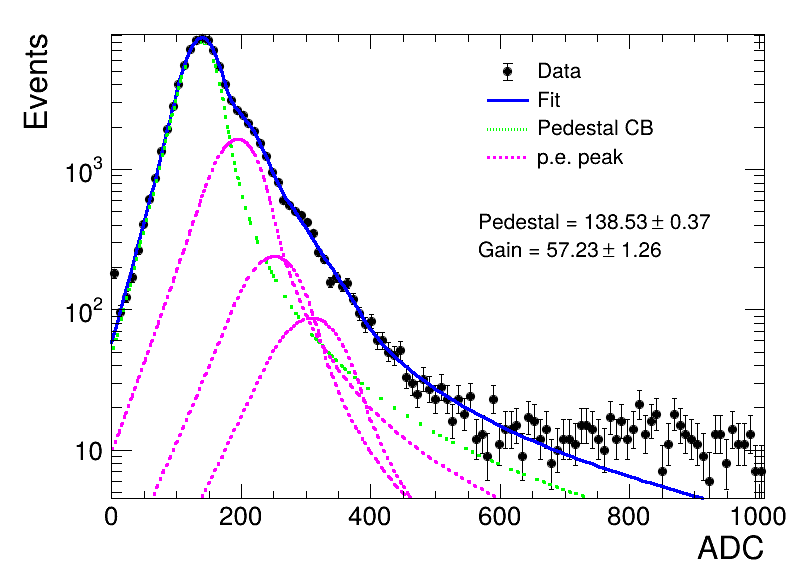 Events
10³
10²
10
Data
Fit
Pedestal CB
p.e. peak
Pedestal = 138.53 ± 0.37
Gain = 57.23 ± 1.26
0 200 400 600 800 1000
ADC